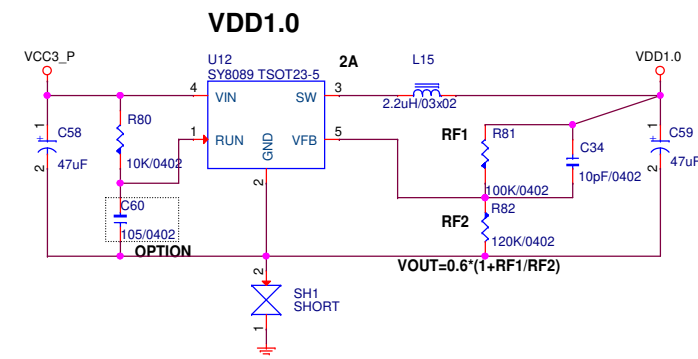 VDD1.0
VCC3_P
U12
SY8089 TSOT23-5
2A
L15
VDD1.0
4
VIN
SW
3
2.2uH/03x02
1
C58
2
47uF
R80
10K/0402
1
RUN
VFB
5
GND
2
RF1
R81
100K/0402
C34
10pF/0402
1
C59
2
47uF
C60
105/0402
OPTION
RF2
R82
120K/0402
VOUT=0.6*(1+RF1/RF2)
2
SH1
SHORT
1